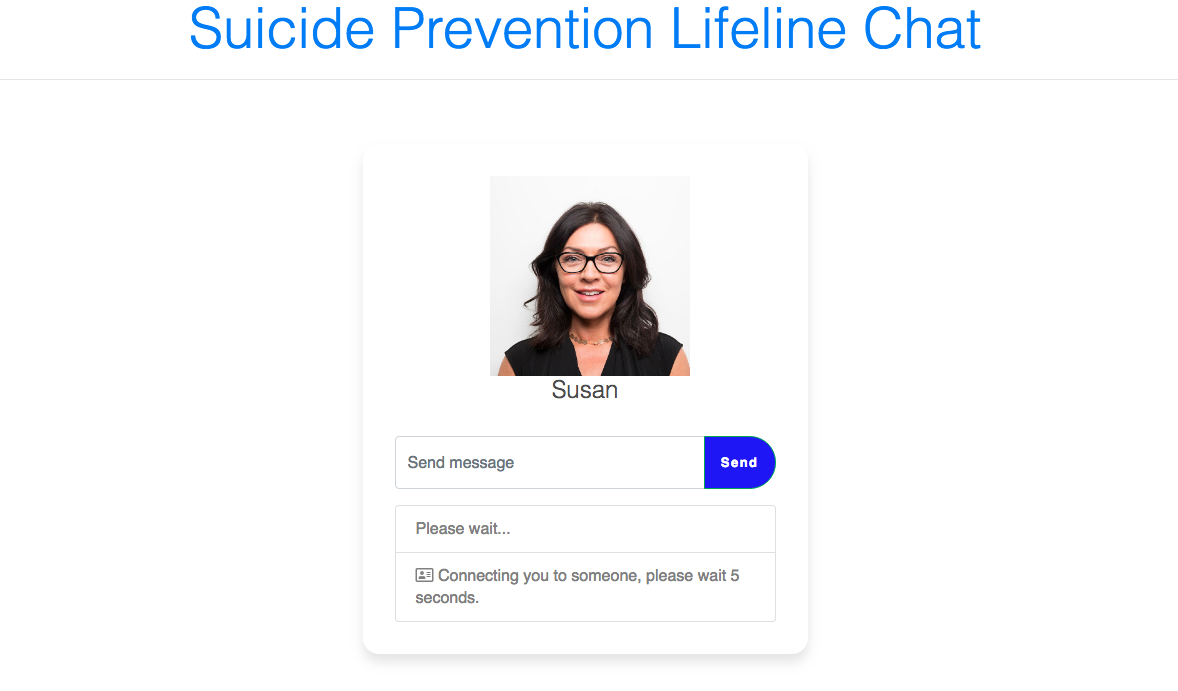 Suicide Prevention Lifeline Chat
Susan
Send message
Send
Please wait...
Connecting you to someone, please wait 5
seconds.